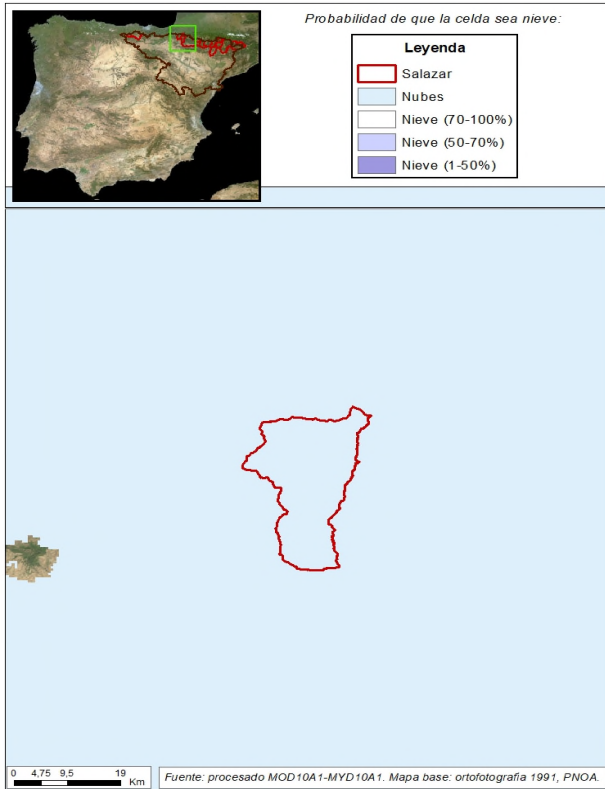 Probabilidad de que la celda sea nieve:
Leyenda
Salazar
Nubes
Nieve (70-100%)
Nieve (50-70%)
Nieve (1-50%)
0 4,75 9,5 19
Km
Fuente: procesado MOD10A1-MYD10A1. Mapa base: ortofotografia 1991, PNOA.